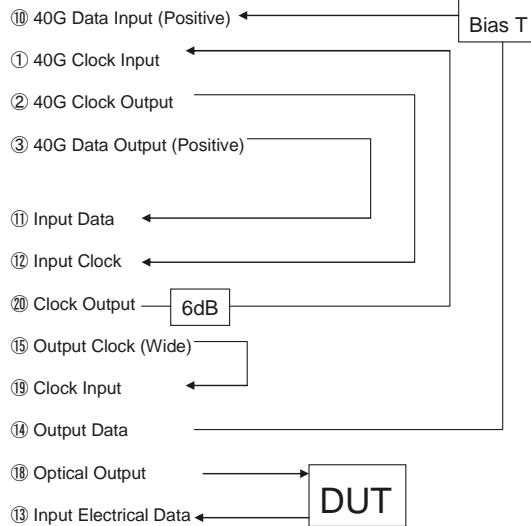 ⑩ 40G Data Input (Positive)
Bias T
① 40G Clock Input
② 40G Clock Output
③ 40G Data Output (Positive)
⑪ Input Data
⑫ Input Clock
⑳ Clock Output
6dB
⑮ Output Clock (Wide)
⑲ Clock Input
⑭ Output Data
⑱ Optical Output
DUT
⑬ Input Electrical Data